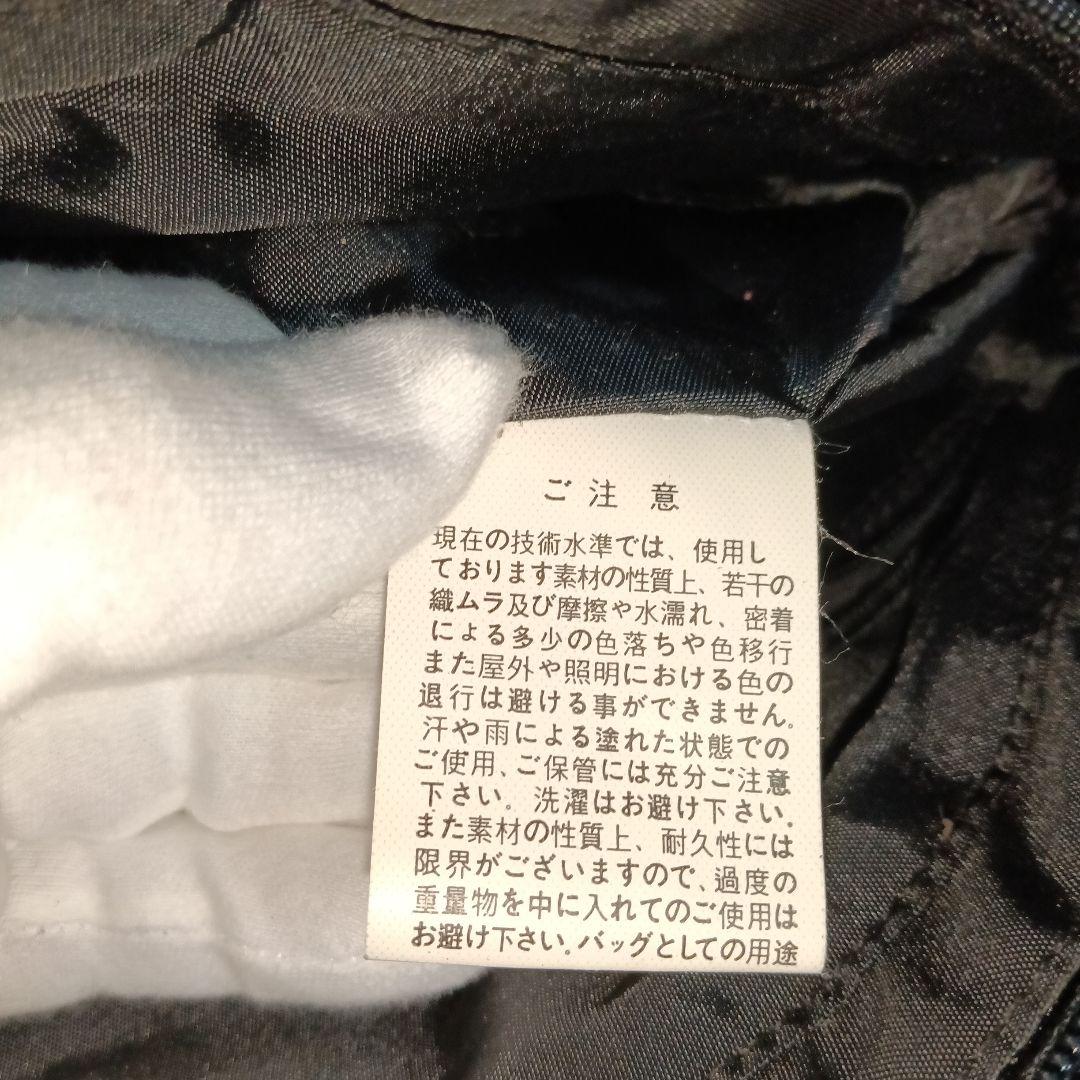 ご注意
現在の技術水準では、使用し
ております素材の性質上、若干の
織ムラ及び摩擦や水濡れ、密着
による多少の色落ちや色移行
また屋外や照明における色の
退行は避ける事ができません。
汗や雨による塗れた状態での
ご使用、ご保管には充分ご注意
下さい。洗濯はお避け下さい。
また素材の性質上、耐久性には
限界がございますので、過度の
重量物を中に入れてのご使用は
お避け下さい。バッグとしての用途